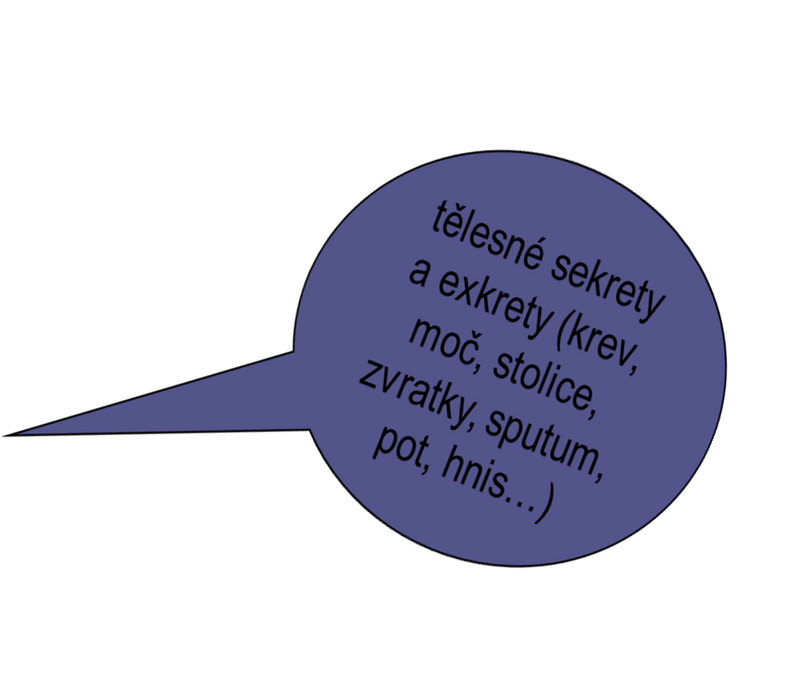 tělesné sekrety
a exkrety (krev,
moč, stolice,
zvratky, sputum,
pot, hnis…)